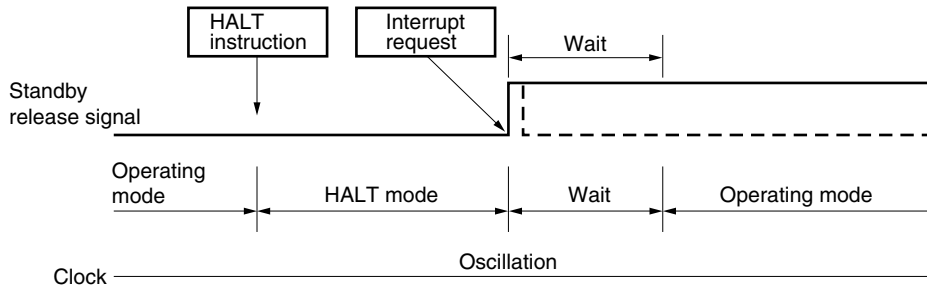 HALT
instruction
Interrupt
request
Wait
Standby
release signal
Operating
mode
HALT mode
Wait
Operating mode
Oscillation
Clock